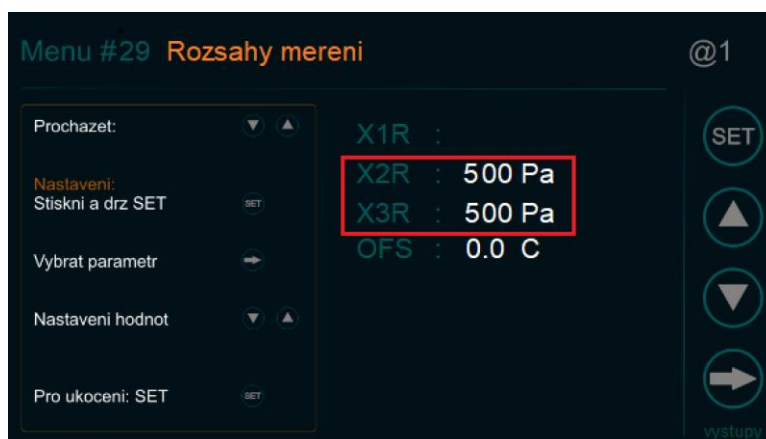 Menu #29 Rozsahy mereni @1
Prochazet:
Nastaveni:
Stiskni a drz SET SET
Vybrat parametr
Nastaveni hodnot
Pro ukoceni: SET SET
X1R :
X2R : 500 Pa
X3R : 500 Pa
OFS : 0.0 C
SET
vystupy